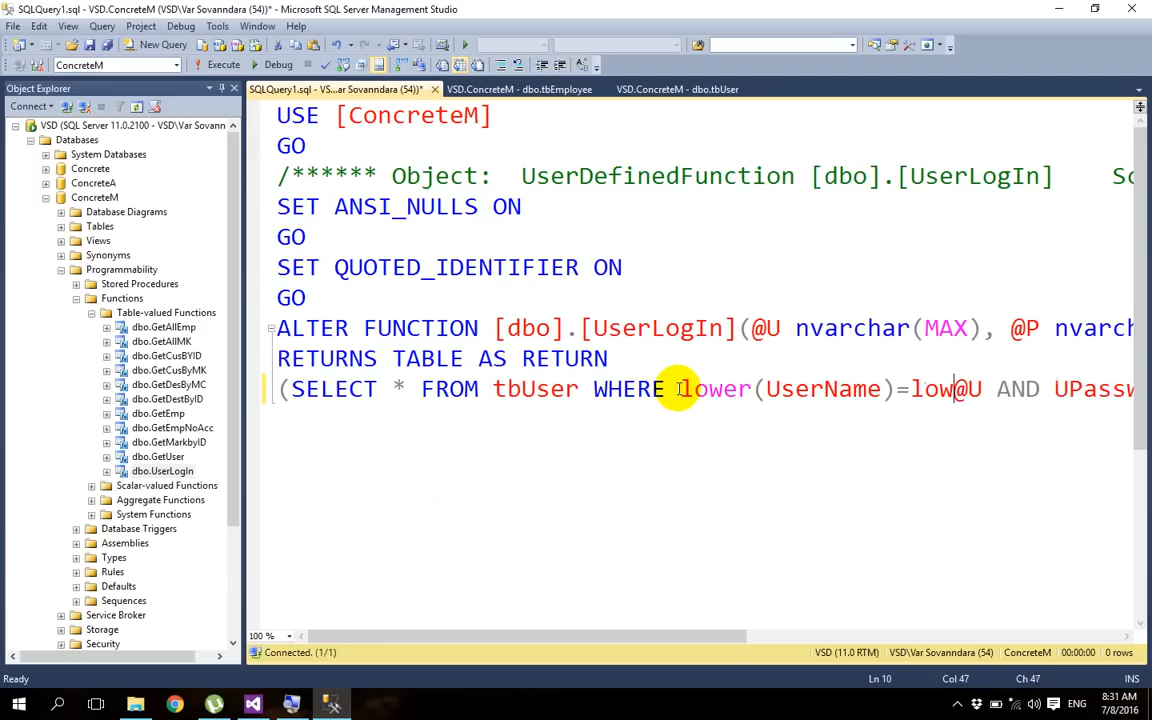 SQLQuery1.sql - VSD.ConcreteM (VSD\Var Sovanndara (54))* - Microsoft SQL Server Management Studio
File Edit View Query Project Debug Tools Window Help
New Query
ConcreteM Execute Debug
Object Explorer
SQLQuery1.sql - VS...ar Sovanndara (54))* VSD.ConcreteM - dbo.tbEmployee VSD.ConcreteM - dbo.tbUser
Connect
VSD (SQL Server 11.0.2100 - VSD\Var Sovann
Databases
System Databases
Concrete
ConcreteA
ConcreteM
Database Diagrams
Tables
Views
Synonyms
Programmability
Stored Procedures
Functions
Table-valued Functions
dbo.GetAllEmp
dbo.GetAllMK
dbo.GetCusBYID
dbo.GetCusByMK
dbo.GetDesByMC
dbo.GetDestByID
dbo.GetEmp
dbo.GetEmpNoAcc
dbo.GetMarkbyID
dbo.GetUser
dbo.UserLogIn
Scalar-valued Functions
Aggregate Functions
System Functions
Database Triggers
Assemblies
Types
Rules
Defaults
Sequences
Service Broker
Storage
Security
USE [ConcreteM]
GO
/****** Object: UserDefinedFunction [dbo].[UserLogIn] Sc
SET ANSI_NULLS ON
GO
SET QUOTED_IDENTIFIER ON
GO
ALTER FUNCTION [dbo].[UserLogIn](@U nvarchar(MAX), @P nvarch
RETURNS TABLE AS RETURN
(SELECT * FROM tbUser WHERE lower(UserName)=low@U AND UPassw
100 %
Connected. (1/1) VSD (11.0 RTM) VSD\Var Sovanndara (54) ConcreteM 00:00:00 0 rows
Ready Ln 10 Col 47 Ch 47 INS
ENG 8:31 AM
7/8/2016